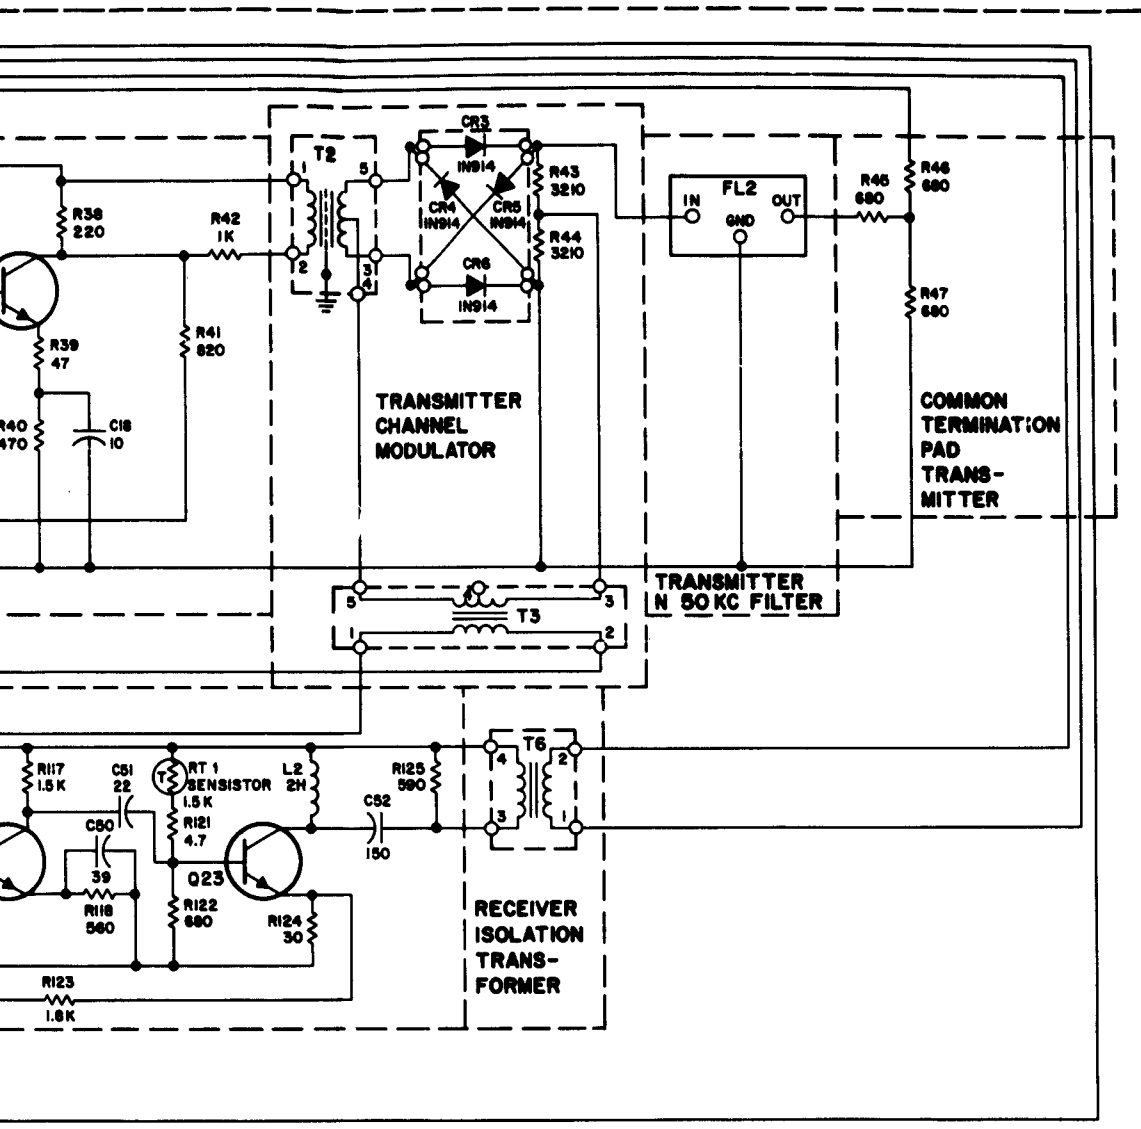 T2
1
2
5
3
4
R38
220
R42
1K
R39
47
R40
470
C18
10
R41
820
CR3
IN914
CR4
IN914
CR5
IN914
CR6
IN914
R43
3210
R44
3210
FL2
IN
OUT
GND
R45
680
R46
680
R47
680
TRANSMITTER
CHANNEL
MODULATOR
COMMON
TERMINATION
PAD
TRANS-
MITTER
TRANSMITTER
N 50KC FILTER
5
4
3
T3
1
2
R117
1.5K
C51
22
RT 1
SENSISTOR
1.5K
T
R121
4.7
L2
2H
R125
590
C52
150
C50
39
R118
560
Q23
R122
680
R124
30
R123
1.8K
T6
4
2
3
1
RECEIVER
ISOLATION
TRANS-
FORMER